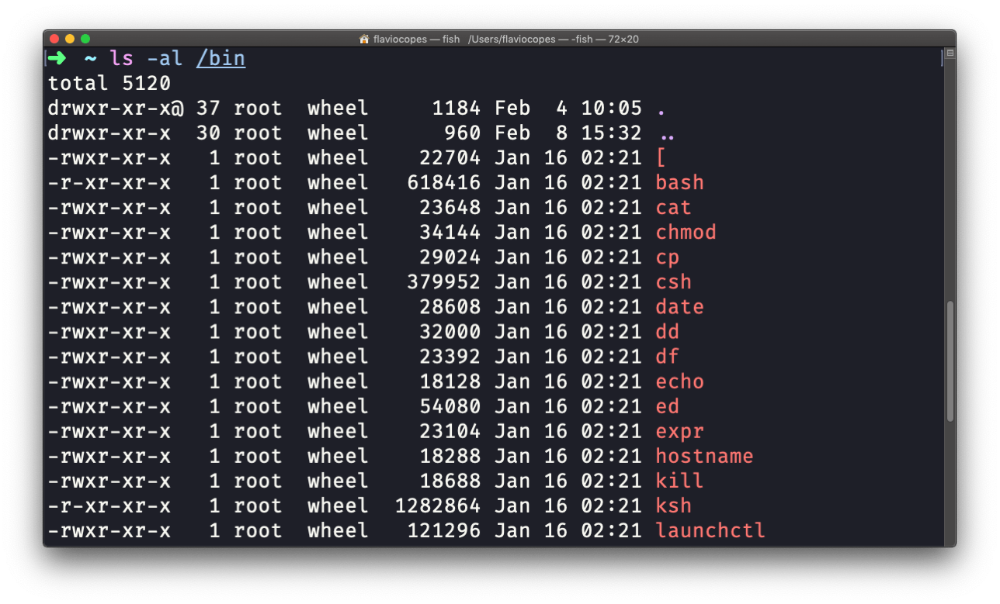 flaviocopes — fish /Users/flaviocopes — -fish — 72×20
➜  ~ ls -al /bin
total 5120
drwxr-xr-x@ 37 root  wheel     1184 Feb  4 10:05 .
drwxr-xr-x  30 root  wheel      960 Feb  8 15:32 ..
-rwxr-xr-x   1 root  wheel    22704 Jan 16 02:21 [
-r-xr-xr-x   1 root  wheel   618416 Jan 16 02:21 bash
-rwxr-xr-x   1 root  wheel    23648 Jan 16 02:21 cat
-rwxr-xr-x   1 root  wheel    34144 Jan 16 02:21 chmod
-rwxr-xr-x   1 root  wheel    29024 Jan 16 02:21 cp
-rwxr-xr-x   1 root  wheel   379952 Jan 16 02:21 csh
-rwxr-xr-x   1 root  wheel    28608 Jan 16 02:21 date
-rwxr-xr-x   1 root  wheel    32000 Jan 16 02:21 dd
-rwxr-xr-x   1 root  wheel    23392 Jan 16 02:21 df
-rwxr-xr-x   1 root  wheel    18128 Jan 16 02:21 echo
-rwxr-xr-x   1 root  wheel    54080 Jan 16 02:21 ed
-rwxr-xr-x   1 root  wheel    23104 Jan 16 02:21 expr
-rwxr-xr-x   1 root  wheel    18288 Jan 16 02:21 hostname
-rwxr-xr-x   1 root  wheel    18688 Jan 16 02:21 kill
-r-xr-xr-x   1 root  wheel  1282864 Jan 16 02:21 ksh
-rwxr-xr-x   1 root  wheel   121296 Jan 16 02:21 launchctl